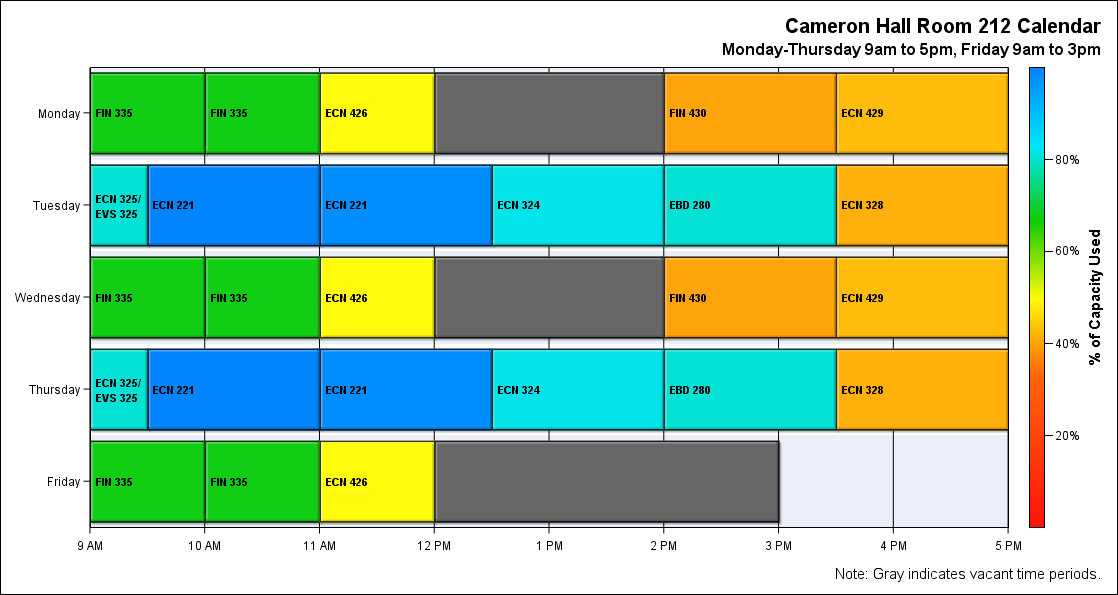 Cameron Hall Room 212 Calendar
Monday-Thursday 9am to 5pm, Friday 9am to 3pm
Monday
FIN 335
FIN 335
ECN 426
FIN 430
ECN 429
Tuesday
ECN 325/
EVS 325
ECN 221
ECN 221
ECN 324
EBD 280
ECN 328
Wednesday
FIN 335
FIN 335
ECN 426
FIN 430
ECN 429
Thursday
ECN 325/
EVS 325
ECN 221
ECN 221
ECN 324
EBD 280
ECN 328
Friday
FIN 335
FIN 335
ECN 426
9 AM
10 AM
11 AM
12 PM
1 PM
2 PM
3 PM
4 PM
5 PM
80%
60%
40%
20%
% of Capacity Used
Note: Gray indicates vacant time periods.